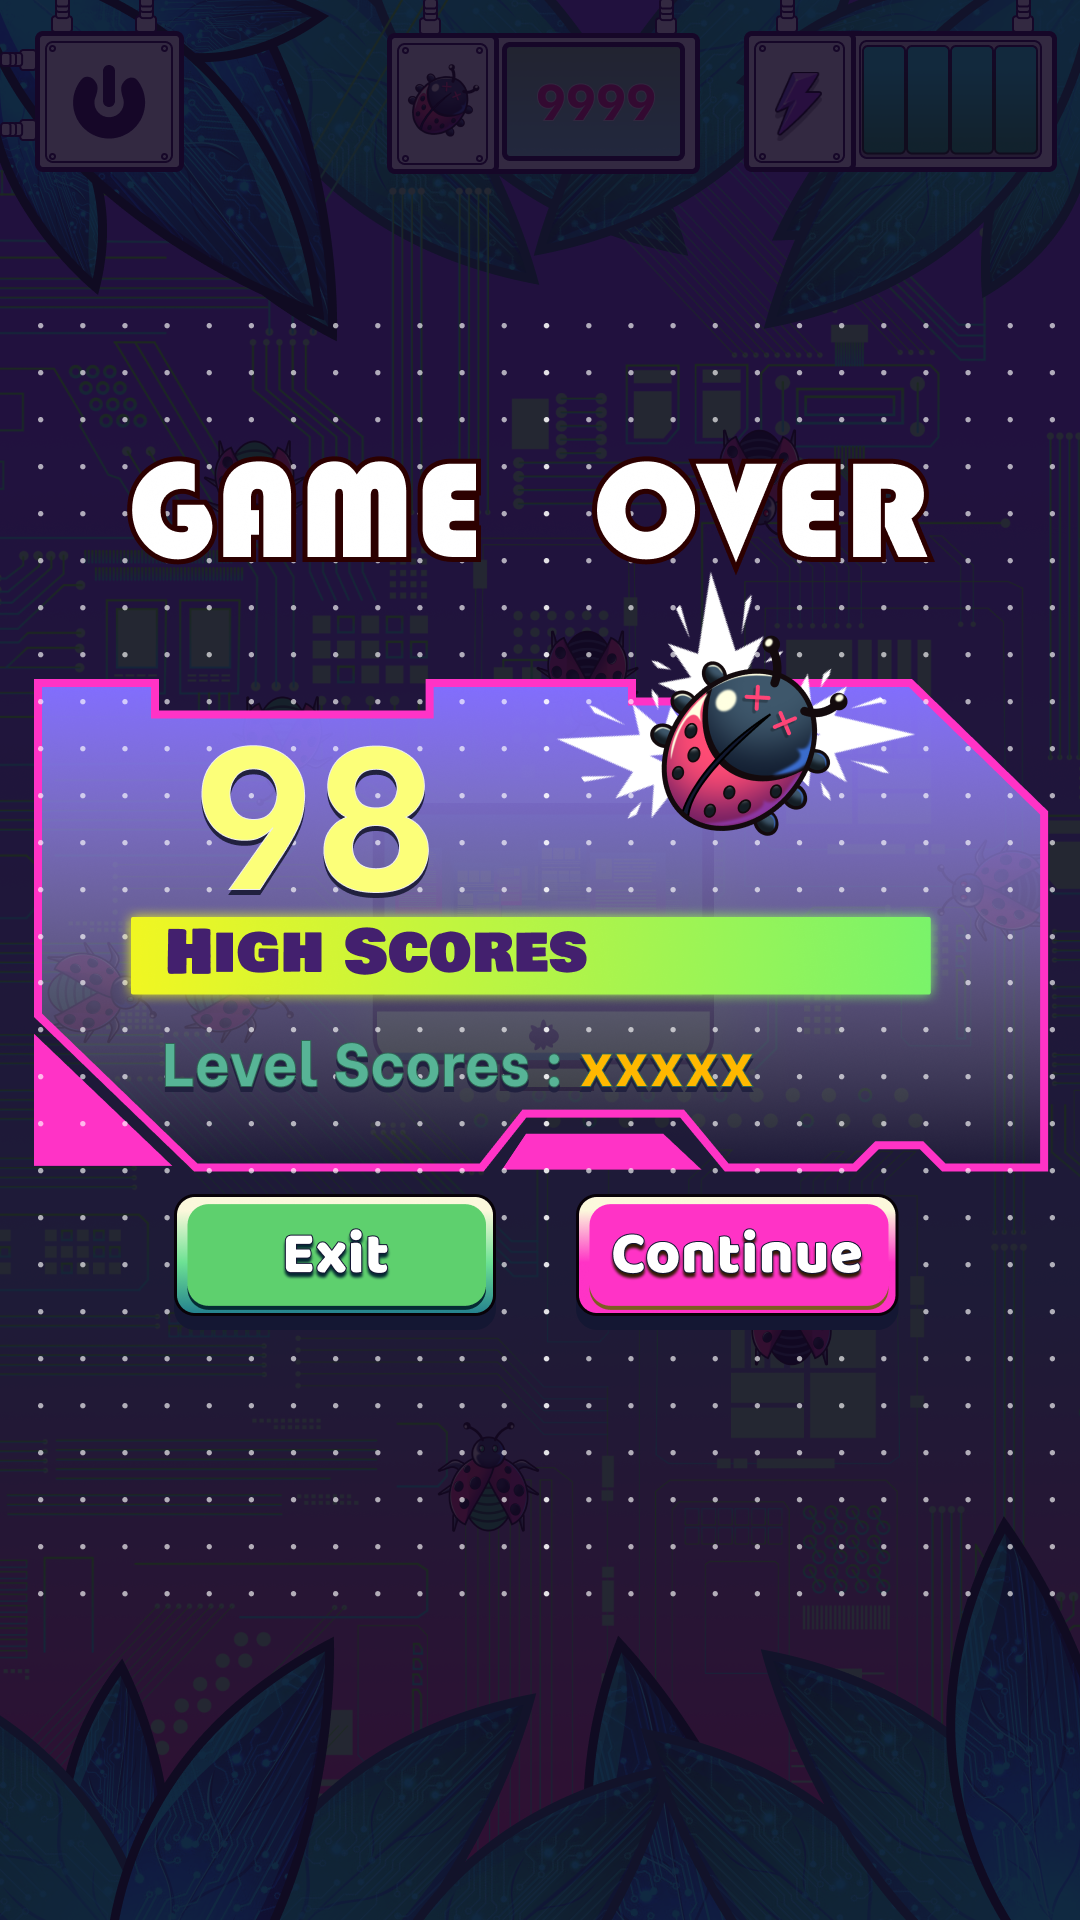 9999
GAME OVER
98
High Scores
Level Scores : xxxxx
Exit
Continue